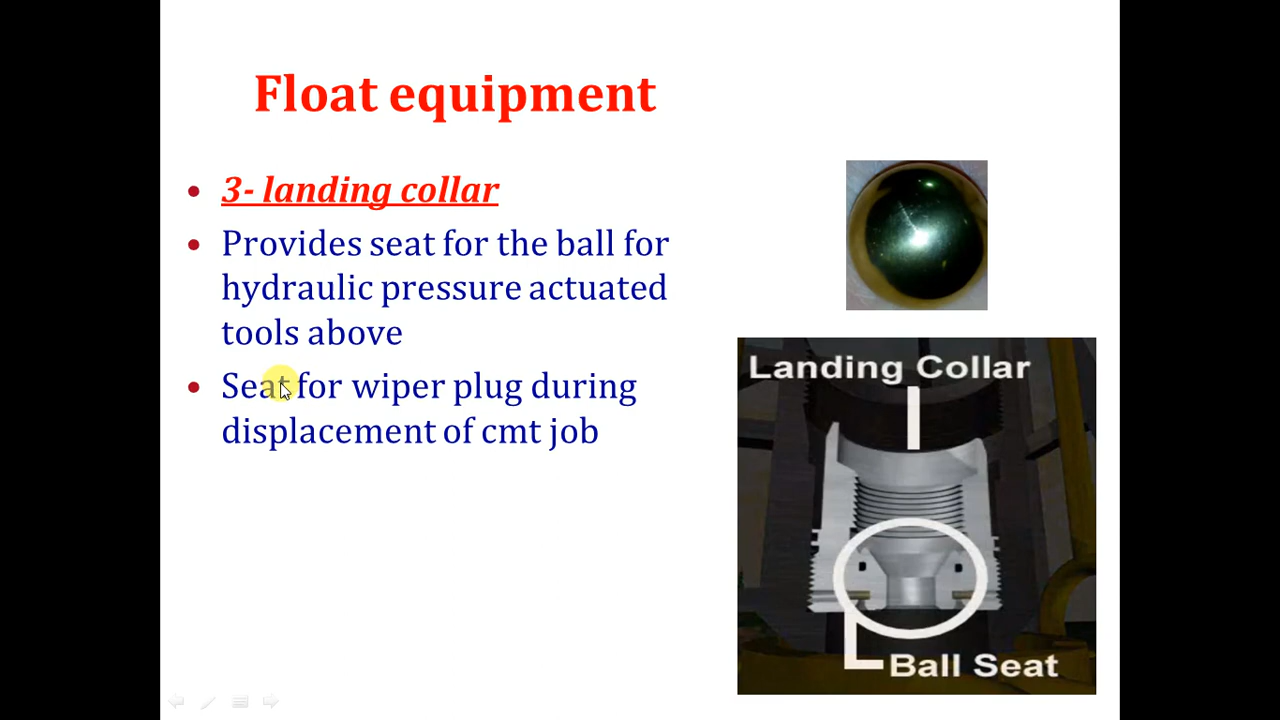 Float equipment
3- landing collar
Provides seat for the ball for
hydraulic pressure actuated
tools above
Seat for wiper plug during
displacement of cmt job
Landing Collar
Ball Seat